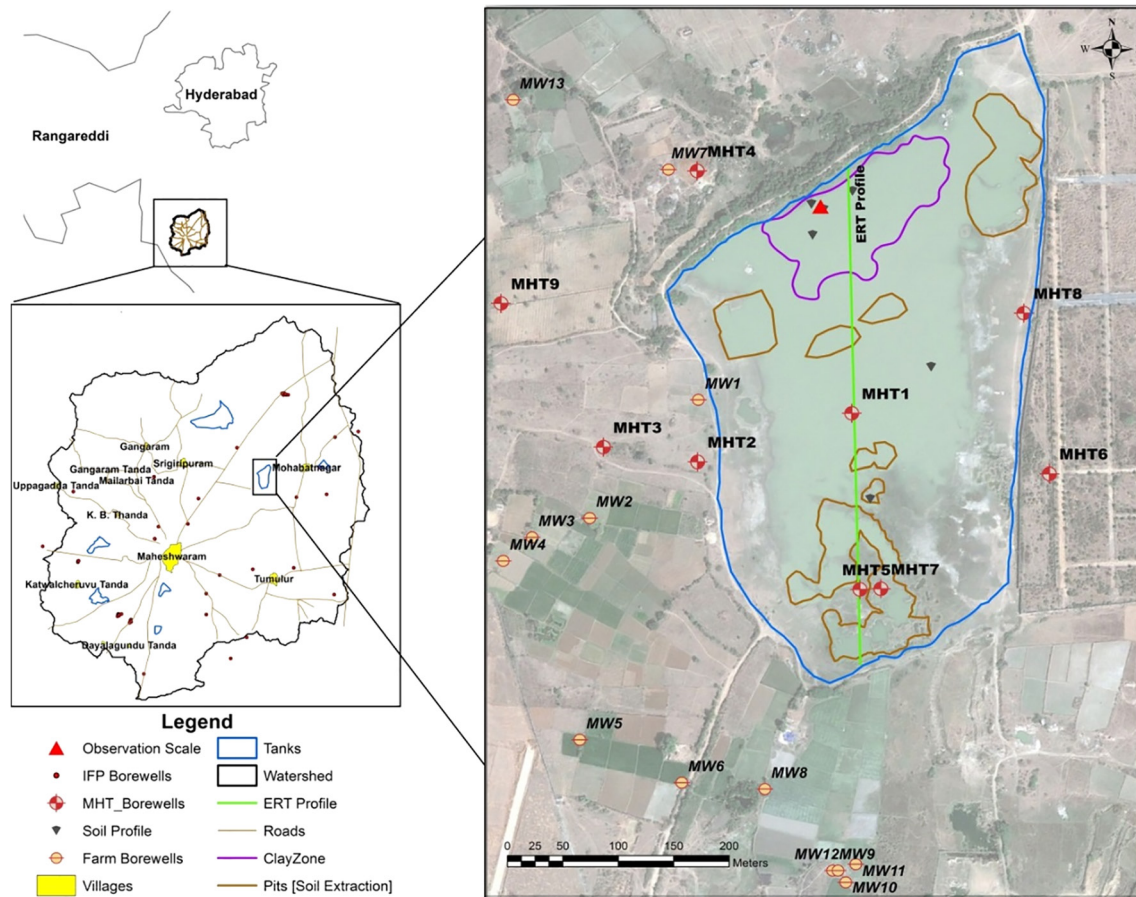 Hyderabad
Rangareddi
Gangaram
Srigiripuram
Mohabatnagar
Gangaram Tanda
Mailarbai Tanda
Uppagadda Tanda
K. B. Thanda
Maheshwaram
Katwalcheruvu Tanda
Tumulur
Dayalagundu Tanda
Legend
Observation Scale
Tanks
IFP Borewells
Watershed
MHT_Borewells
ERT Profile
Soil Profile
Roads
Farm Borewells
ClayZone
Villages
Pits [Soil Extraction]
N
W
S
MW13
MW7
MHT4
ERT Profile
MHT9
MHT8
MW1
MHT1
MHT3
MHT2
MHT6
MW2
MW3
MW4
MHT5
MHT7
MW5
MW6
MW8
0 25 50 100 150 200
Meters
MW12
MW9
MW11
MW10